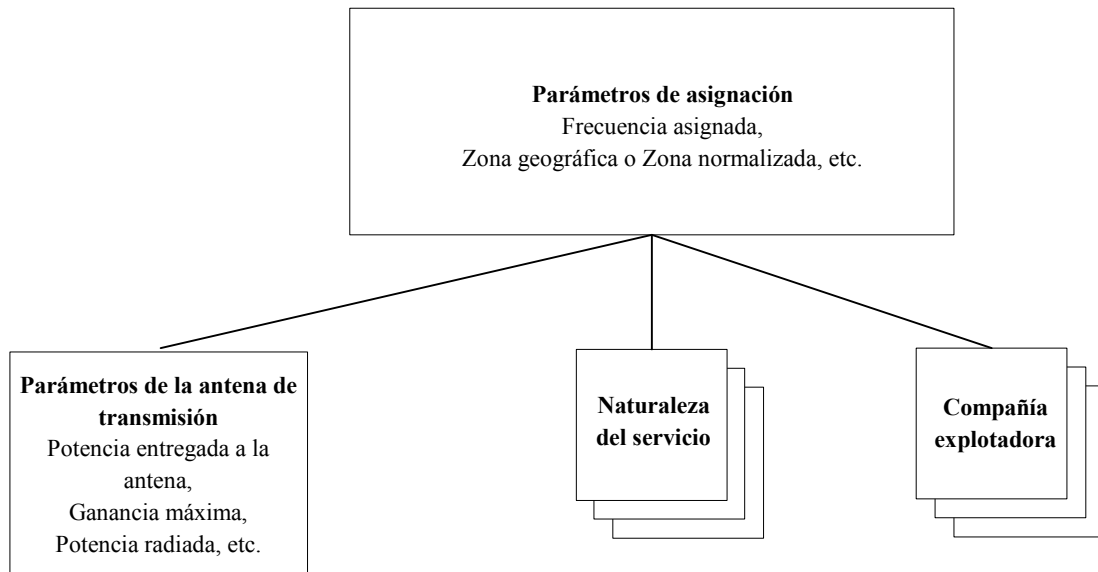 Parámetros de asignación
Frecuencia asignada,
Zona geográfica o Zona normalizada, etc.
Parámetros de la antena de
transmisión
Potencia entregada a la
antena,
Ganancia máxima,
Potencia radiada, etc.
Naturaleza
del servicio
Compañía
explotadora